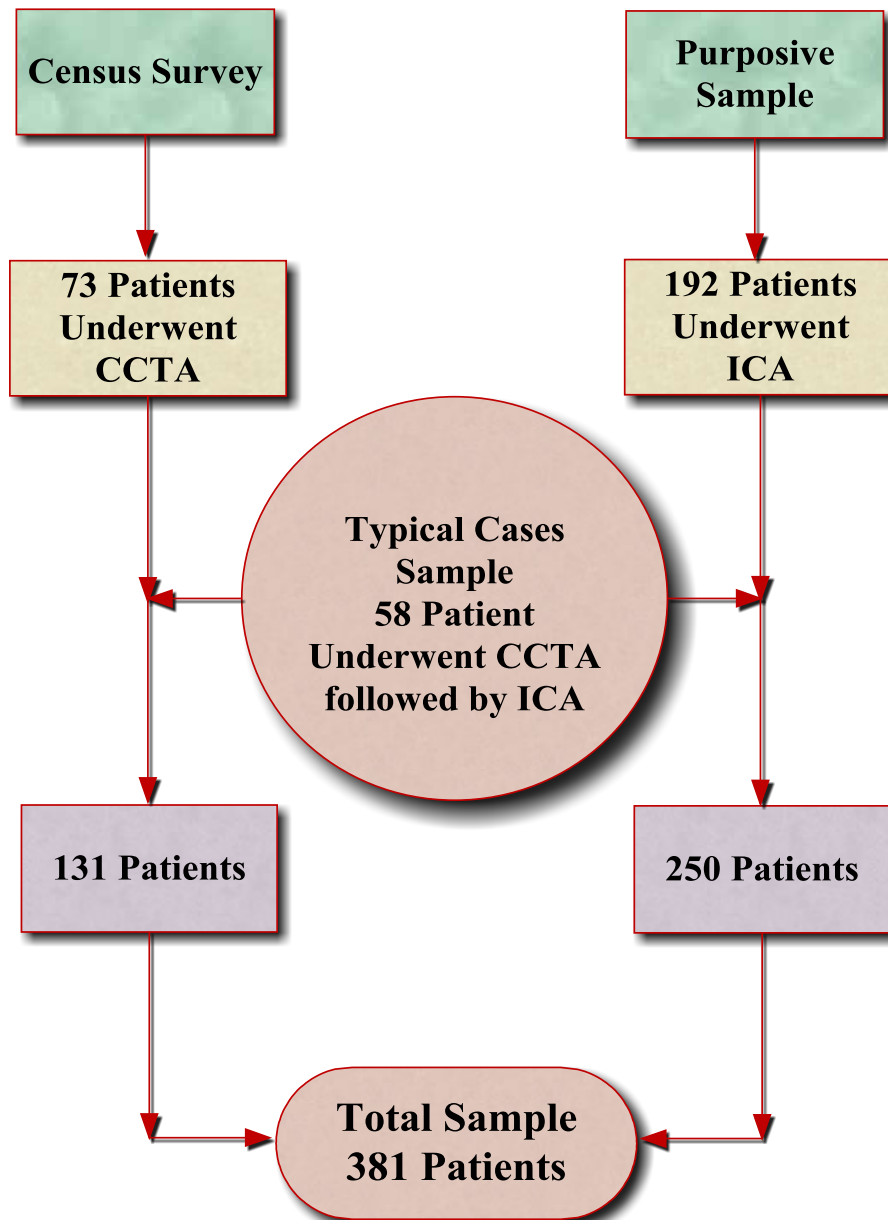 Census Survey
Purposive
Sample
73 Patients
Underwent
CCTA
192 Patients
Underwent
ICA
Typical Cases
Sample
58 Patient
Underwent CCTA
followed by ICA
131 Patients
250 Patients
Total Sample
381 Patients